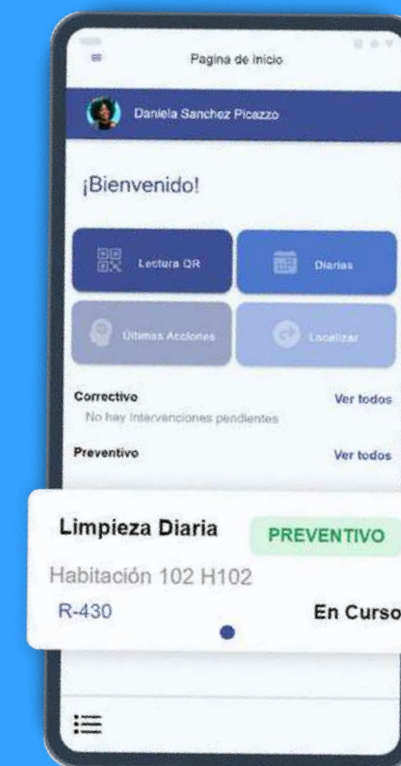 Pagina de inicio
Daniela Sanchez Picazzo
¡Bienvenido!
Lectura QR
Diarias
Últimas Acciones
Localizar
Correctivo Ver todos
No hay intervenciones pendientes
Preventivo Ver todos
Limpieza Diaria PREVENTIVO
Habitación 102 H102
R-430 En Curso